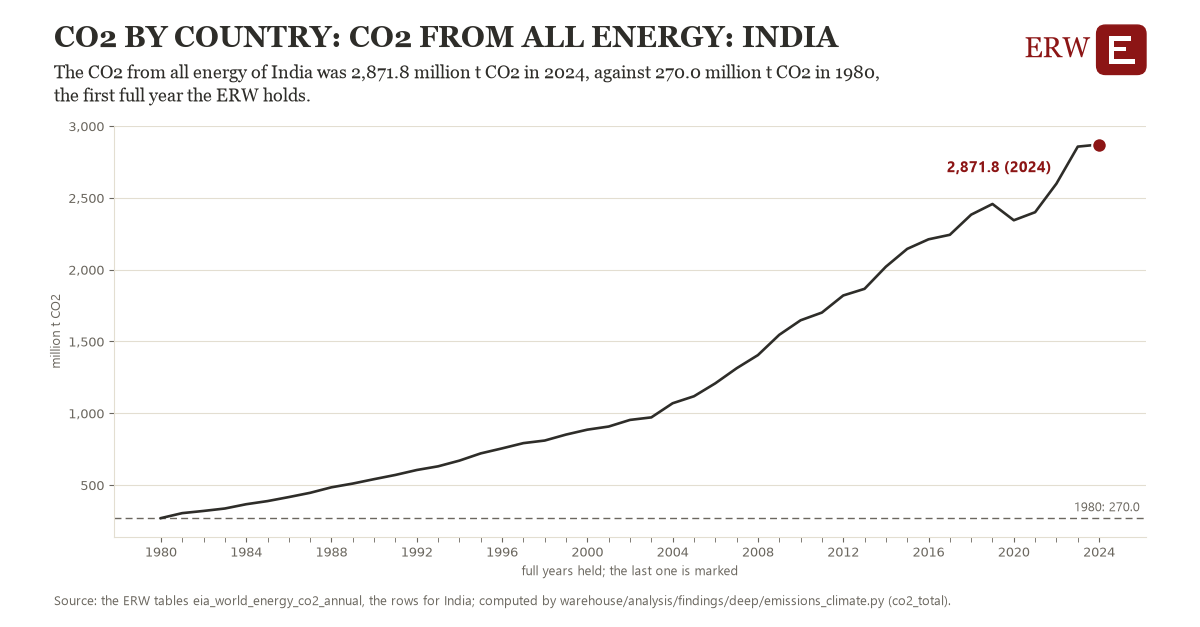 CO2 BY COUNTRY: CO2 FROM ALL ENERGY: INDIA
ERW E
The CO2 from all energy of India was 2,871.8 million t CO2 in 2024, against 270.0 million t CO2 in 1980,
the first full year the ERW holds.
3,000
2,871.8 (2024)
2,500
2,000
million t CO2
1,500
1,000
500
1980: 270.0
1980 1984 1988 1992 1996 2000 2004 2008 2012 2016 2020 2024
full years held; the last one is marked
Source: the ERW tables eia_world_energy_co2_annual, the rows for India; computed by warehouse/analysis/findings/deep/emissions_climate.py (co2_total).